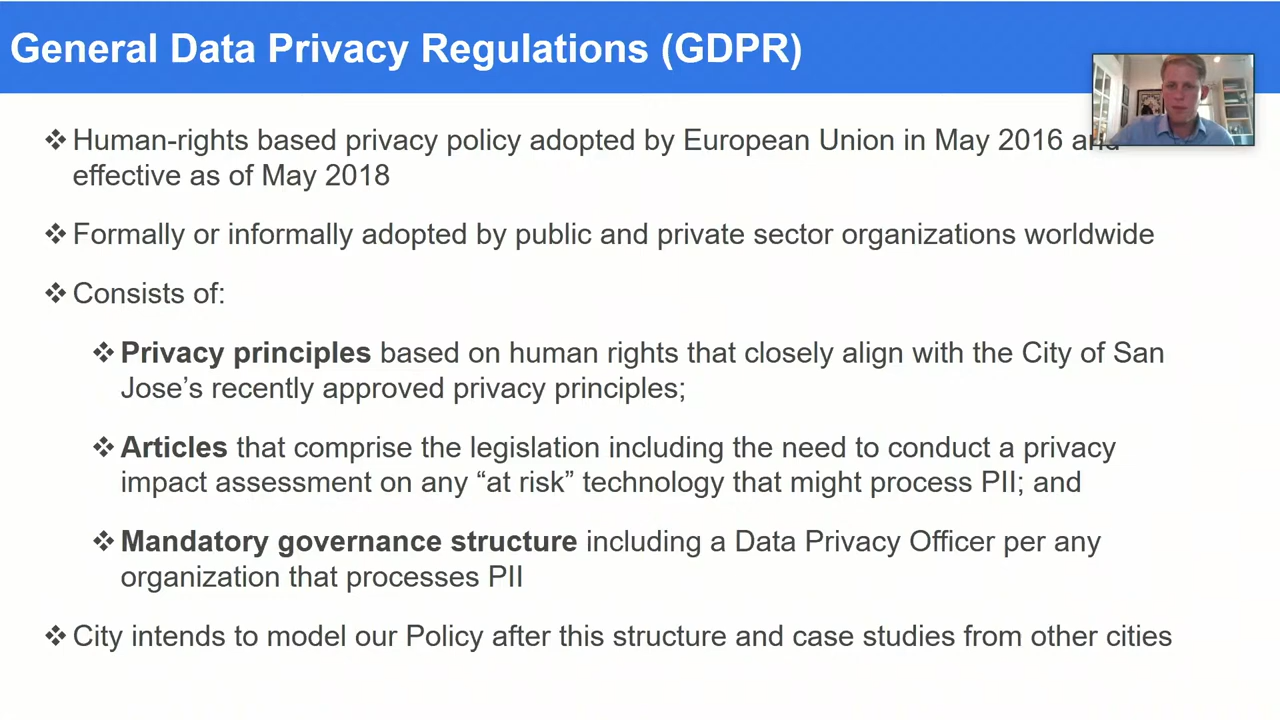 General Data Privacy Regulations (GDPR)
❖ Human-rights based privacy policy adopted by European Union in May 2016 and
effective as of May 2018
❖ Formally or informally adopted by public and private sector organizations worldwide
❖ Consists of:
❖ Privacy principles based on human rights that closely align with the City of San
Jose’s recently approved privacy principles;
❖ Articles that comprise the legislation including the need to conduct a privacy
impact assessment on any “at risk” technology that might process PII; and
❖ Mandatory governance structure including a Data Privacy Officer per any
organization that processes PII
❖ City intends to model our Policy after this structure and case studies from other cities